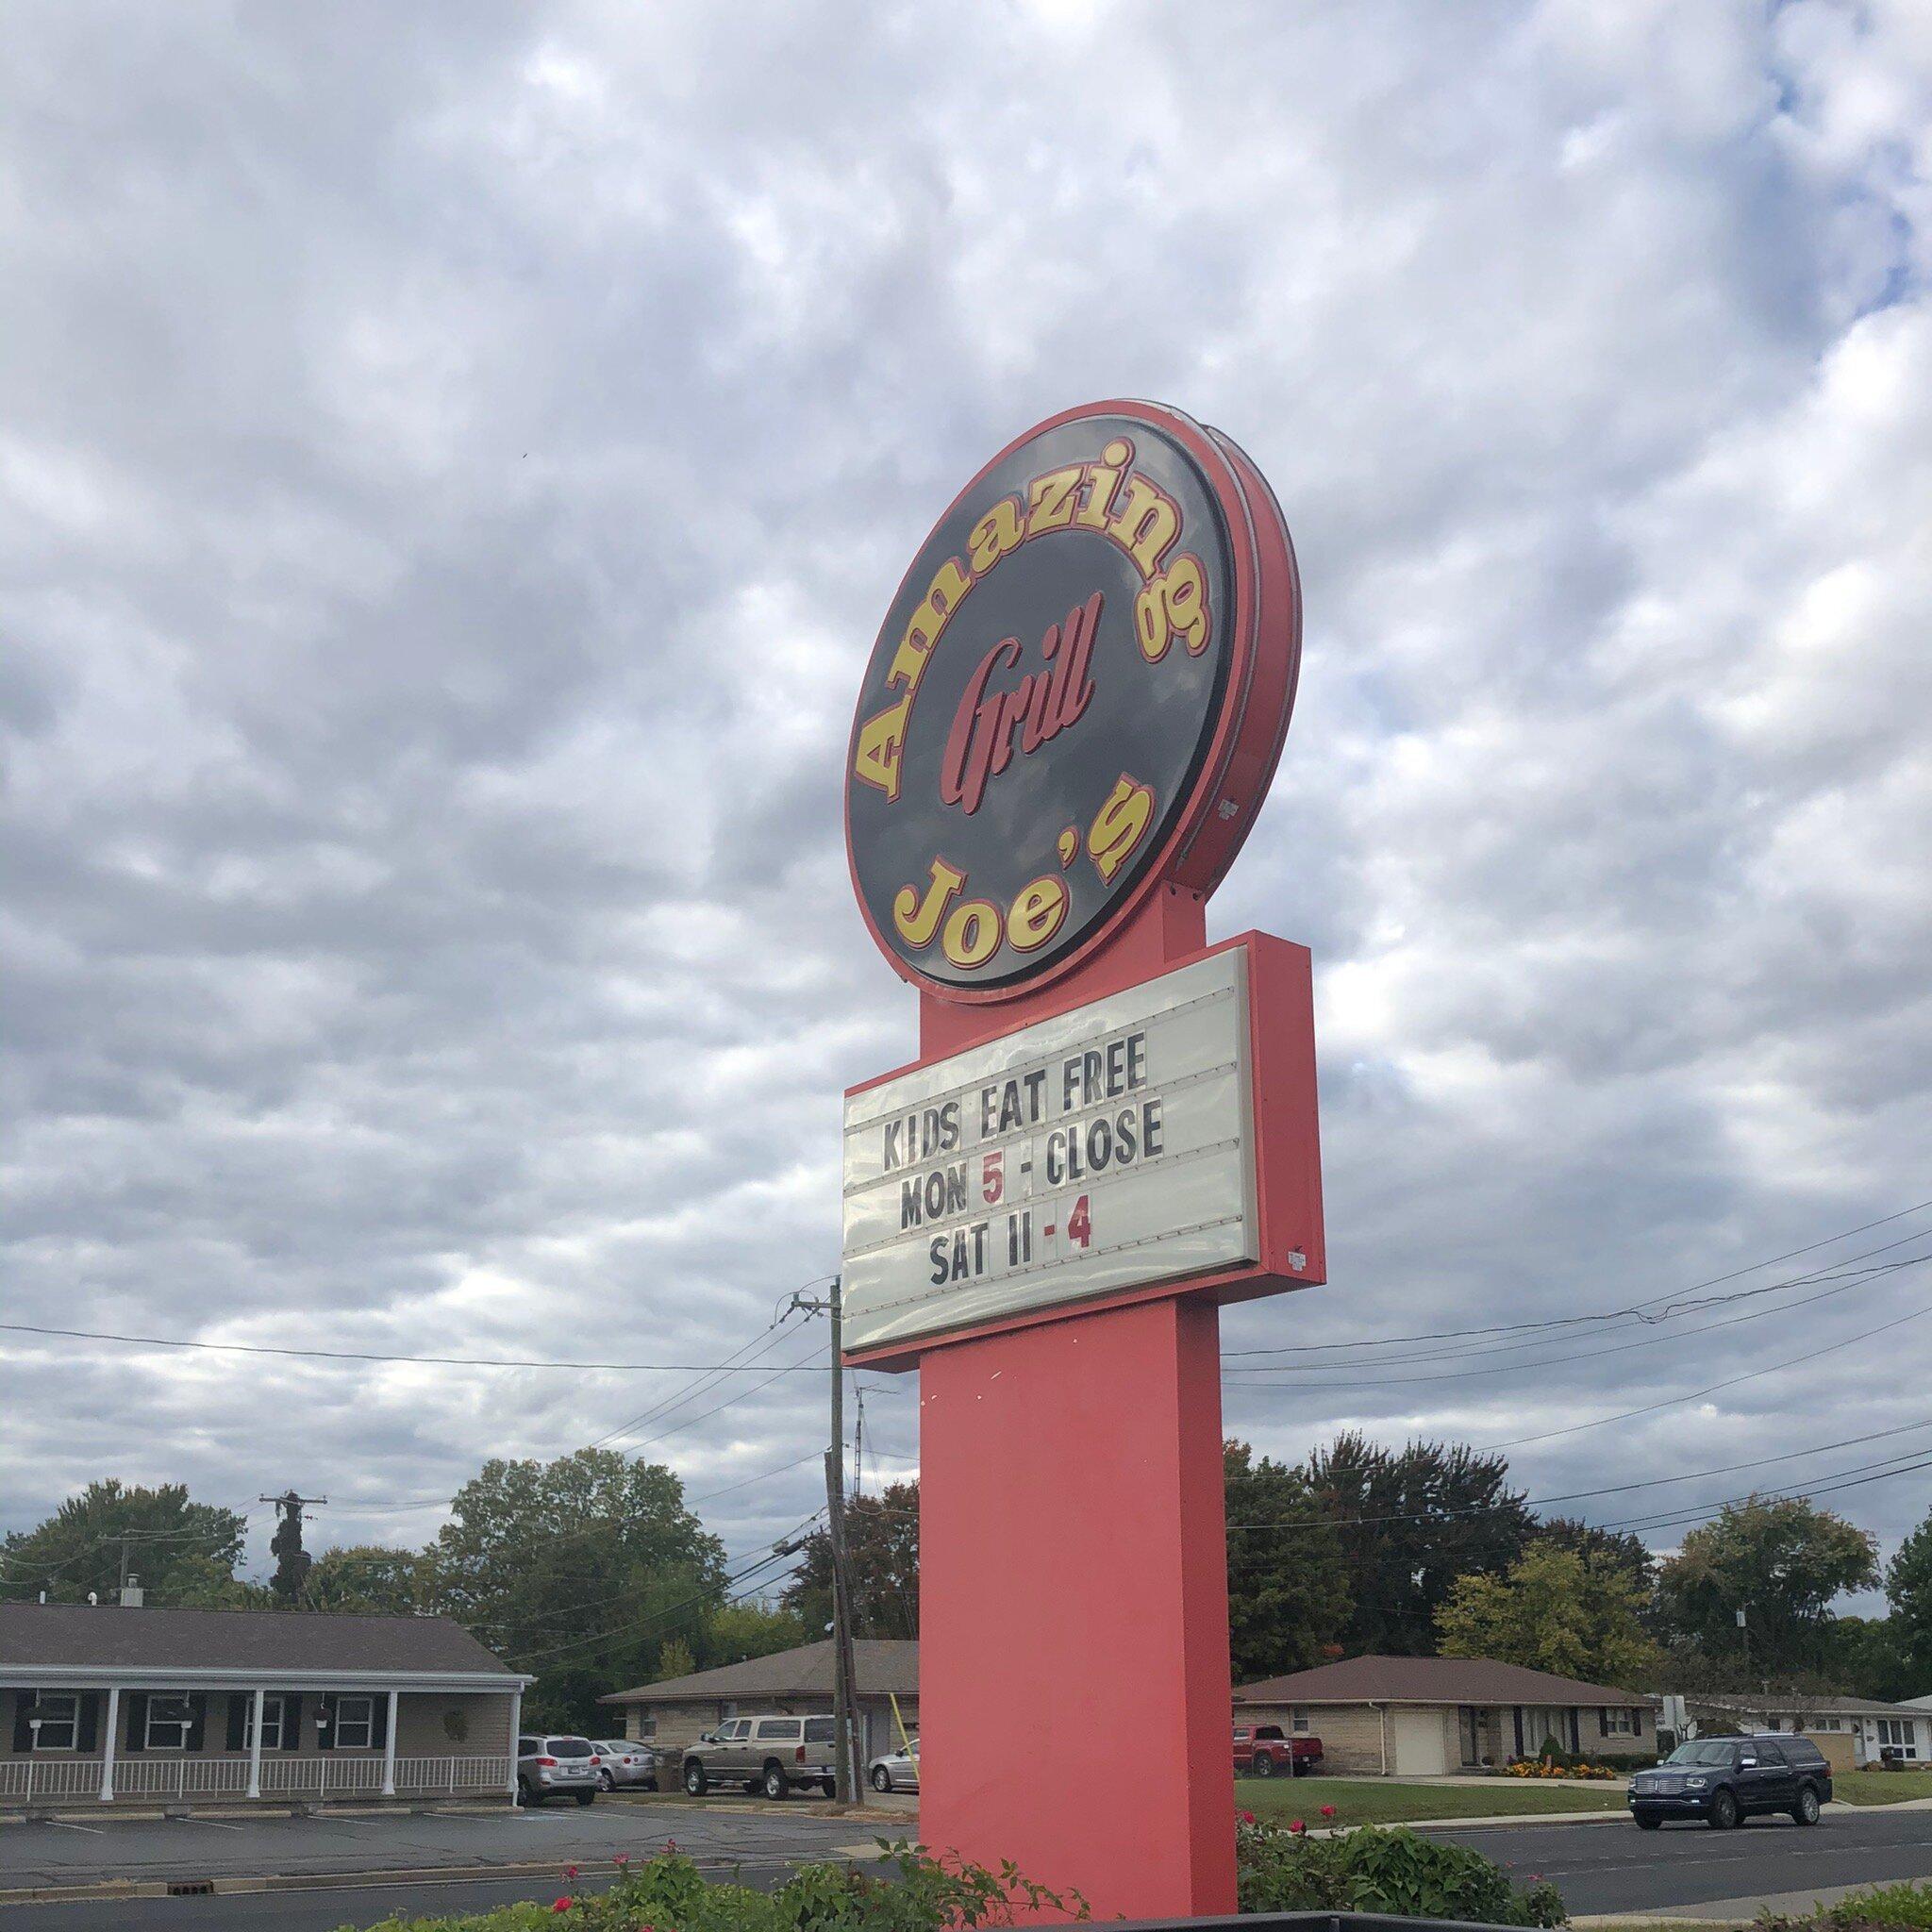 Amazing
Grill
Joe's
KIDS EAT FREE
MON 5 - CLOSE
SAT 11 - 4